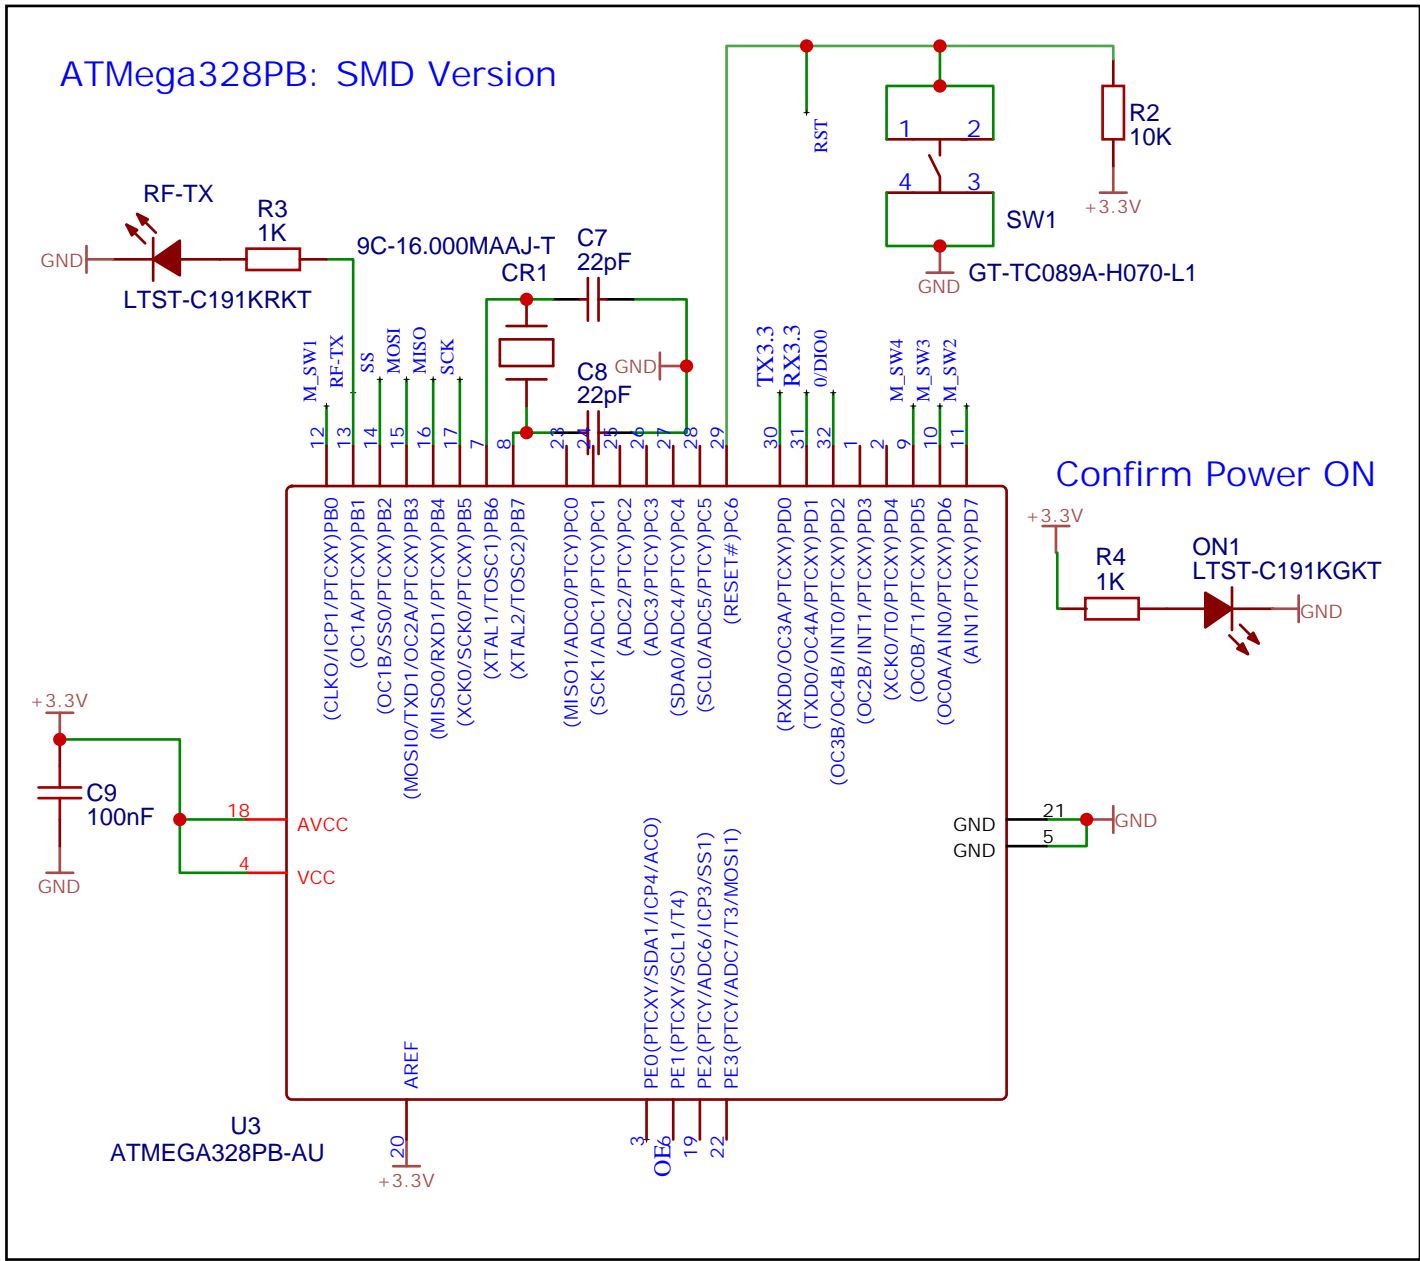 ATMega328PB: SMD Version
RST
1
2
4
3
SW1
GT-TC089A-H070-L1
GND
R2
10K
+3.3V
RF-TX
R3
1K
GND
LTST-C191KRKT
9C-16.000MAAJ-T
CR1
C7
22pF
C8
22pF
GND
M_SW1
RF-TX
SS
MOSI
MISO
SCK
TX3.3
RX3.3
0/DIO0
M_SW4
M_SW3
M_SW2
12
13
14
15
16
17
7
8
23
24
25
26
27
28
29
30
31
32
1
2
9
10
11
(CLKO/ICP1/PTCXY)PB0
(OC1A/PTCXY)PB1
(OC1B/SS0/PTCXY)PB2
(MOSI0/TXD1/OC2A/PTCXY)PB3
(MISO0/RXD1/PTCXY)PB4
(XCK0/SCK0/PTCXY)PB5
(XTAL1/TOSC1)PB6
(XTAL2/TOSC2)PB7
(MISO1/ADC0/PTCY)PC0
(SCK1/ADC1/PTCY)PC1
(ADC2/PTCY)PC2
(ADC3/PTCY)PC3
(SDA0/ADC4/PTCY)PC4
(SCL0/ADC5/PTCY)PC5
(RESET#)PC6
(RXD0/OC3A/PTCXY)PD0
(TXD0/OC4A/PTCXY)PD1
(OC3B/OC4B/INT0/PTCXY)PD2
(OC2B/INT1/PTCXY)PD3
(XCK0/T0/PTCXY)PD4
(OC0B/T1/PTCXY)PD5
(OC0A/AIN0/PTCXY)PD6
(AIN1/PTCXY)PD7
Confirm Power ON
+3.3V
R4
1K
ON1
LTST-C191KGKT
GND
+3.3V
C9
100nF
GND
18
AVCC
4
VCC
GND
21
GND
5
GND
PE0(PTCXY/SDA1/ICP4/ACO)
PE1(PTCXY/SCL1/T4)
PE2(PTCY/ADC6/ICP3/SS1)
PE3(PTCY/ADC7/T3/MOSI1)
AREF
20
+3.3V
3
OE
6
19
22
U3
ATMEGA328PB-AU